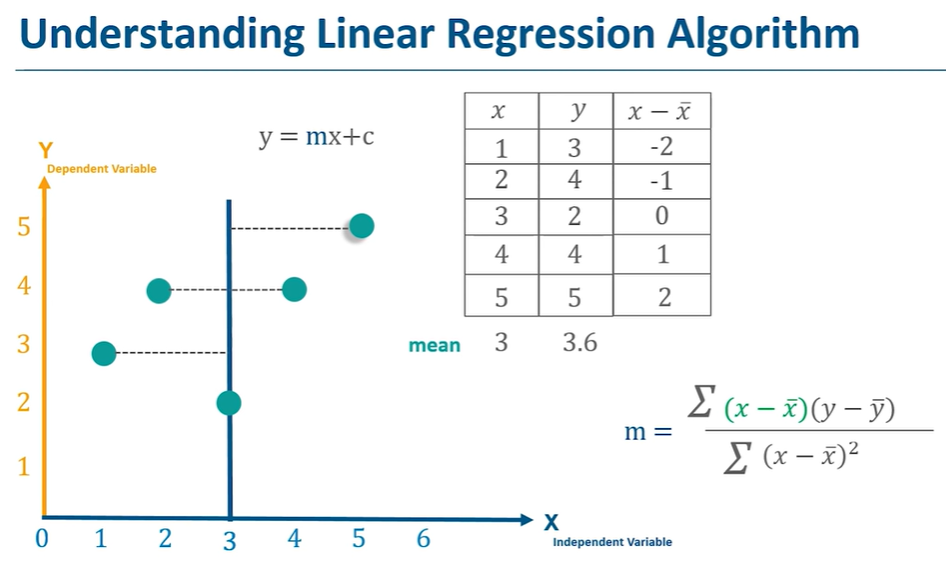 Understanding Linear Regression Algorithm
Y
Dependent Variable
y = mx+c
5
4
3
2
1
0 1 2 3 4 5 6
X
Independent Variable
x y x − x̄
1 3 -2
2 4 -1
3 2 0
4 4 1
5 5 2
mean 3 3.6
m = ∑ (x − x̄)(y − ȳ)
∑ (x − x̄)²